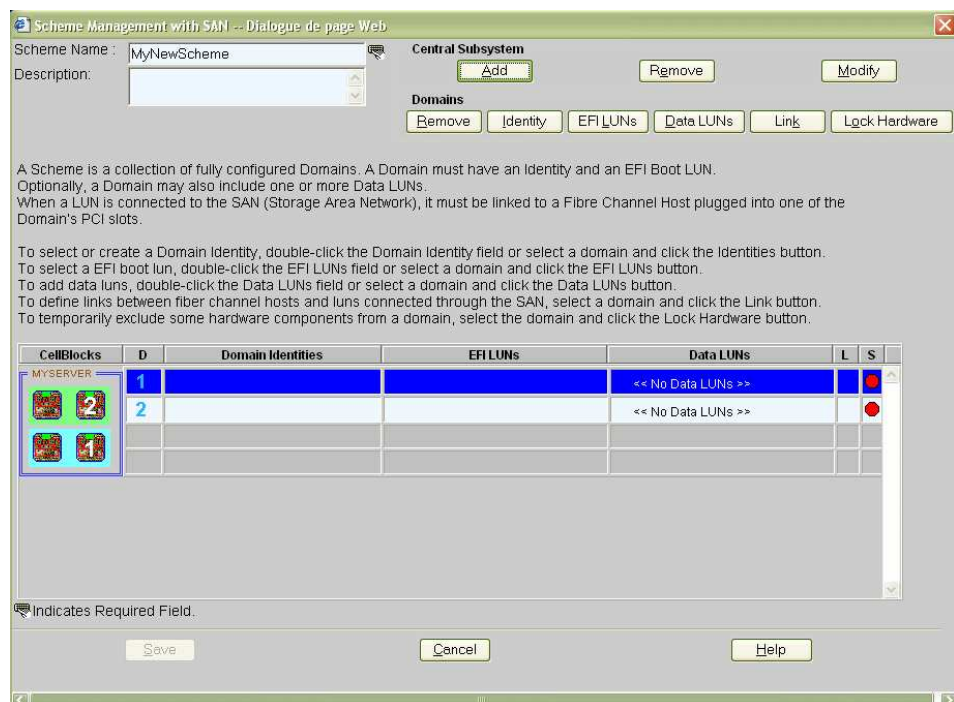 Scheme Management with SAN -- Dialogue de page Web
Scheme Name :
MyNewScheme
Description:
Central Subsystem
Add Remove Modify
Domains
Remove Identity EFI LUNs Data LUNs Link Lock Hardware
A Scheme is a collection of fully configured Domains. A Domain must have an Identity and an EFI Boot LUN.
Optionally, a Domain may also include one or more Data LUNs.
When a LUN is connected to the SAN (Storage Area Network), it must be linked to a Fibre Channel Host plugged into one of the
Domain's PCI slots.
To select or create a Domain Identity, double-click the Domain Identity field or select a domain and click the Identities button.
To select a EFI boot lun, double-click the EFI LUNs field or select a domain and click the EFI LUNs button.
To add data luns, double-click the Data LUNs field or select a domain and click the Data LUNs button.
To define links between fiber channel hosts and luns connected through the SAN, select a domain and click the Link button.
To temporarily exclude some hardware components from a domain, select the domain and click the Lock Hardware button.
CellBlocks D Domain Identities EFI LUNs Data LUNs L S
MYSERVER
1 << No Data LUNs >>
2
2 << No Data LUNs >>
1
Indicates Required Field.
Save Cancel Help